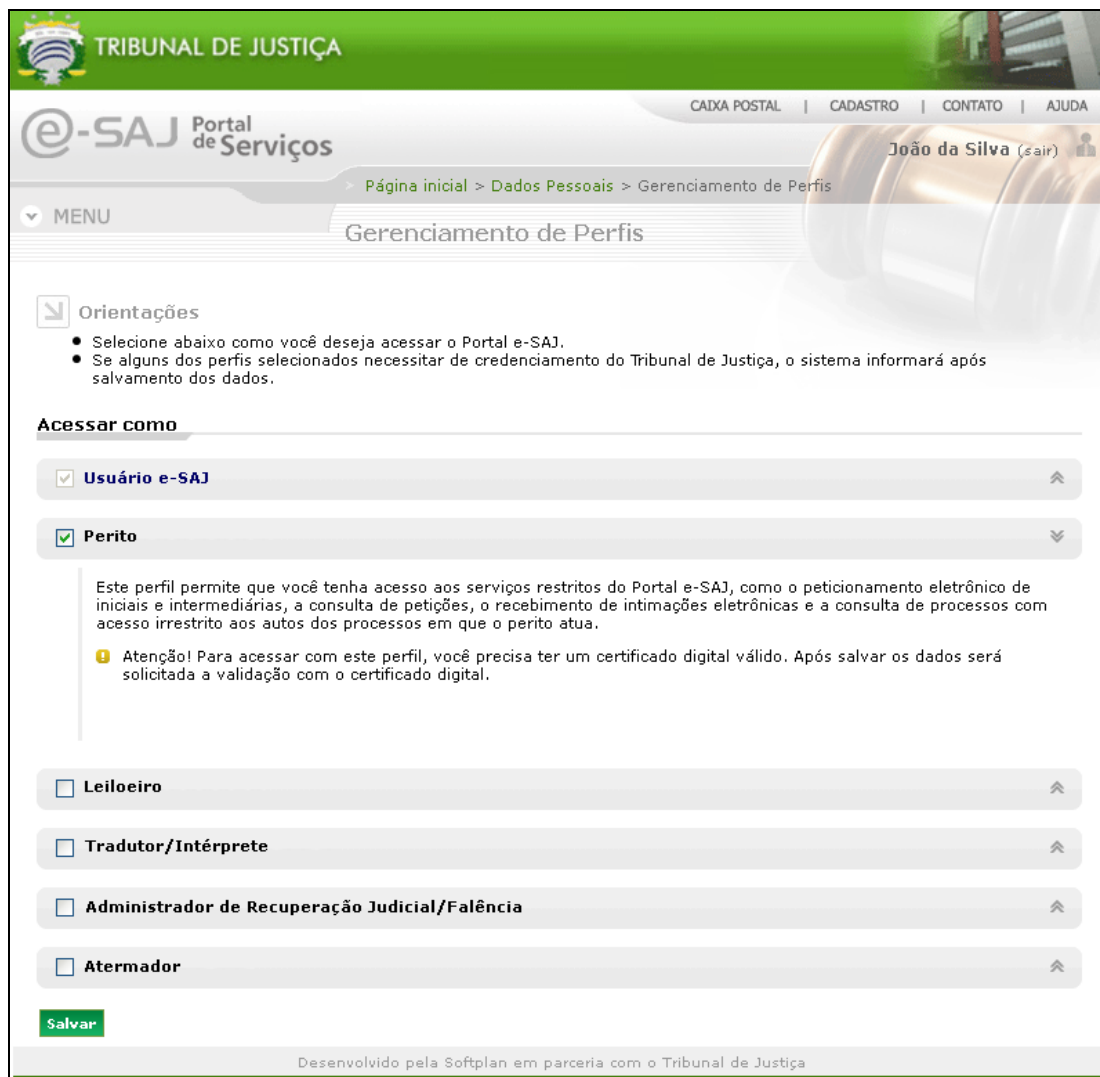 TRIBUNAL DE JUSTIÇA
CAIXA POSTAL | CADASTRO | CONTATO | AJUDA
e-SAJ Portal de Serviços
João da Silva (sair)
Página inicial > Dados Pessoais > Gerenciamento de Perfis
MENU
Gerenciamento de Perfis
Orientações
Selecione abaixo como você deseja acessar o Portal e-SAJ.
Se alguns dos perfis selecionados necessitar de credenciamento do Tribunal de Justiça, o sistema informará após
salvamento dos dados.
Acessar como
Usuário e-SAJ
Perito
Este perfil permite que você tenha acesso aos serviços restritos do Portal e-SAJ, como o peticionamento eletrônico de
iniciais e intermediárias, a consulta de petições, o recebimento de intimações eletrônicas e a consulta de processos com
acesso irrestrito aos autos dos processos em que o perito atua.
Atenção! Para acessar com este perfil, você precisa ter um certificado digital válido. Após salvar os dados será
solicitada a validação com o certificado digital.
Leiloeiro
Tradutor/Intérprete
Administrador de Recuperação Judicial/Falência
Atermador
Salvar
Desenvolvido pela Softplan em parceria com o Tribunal de Justiça